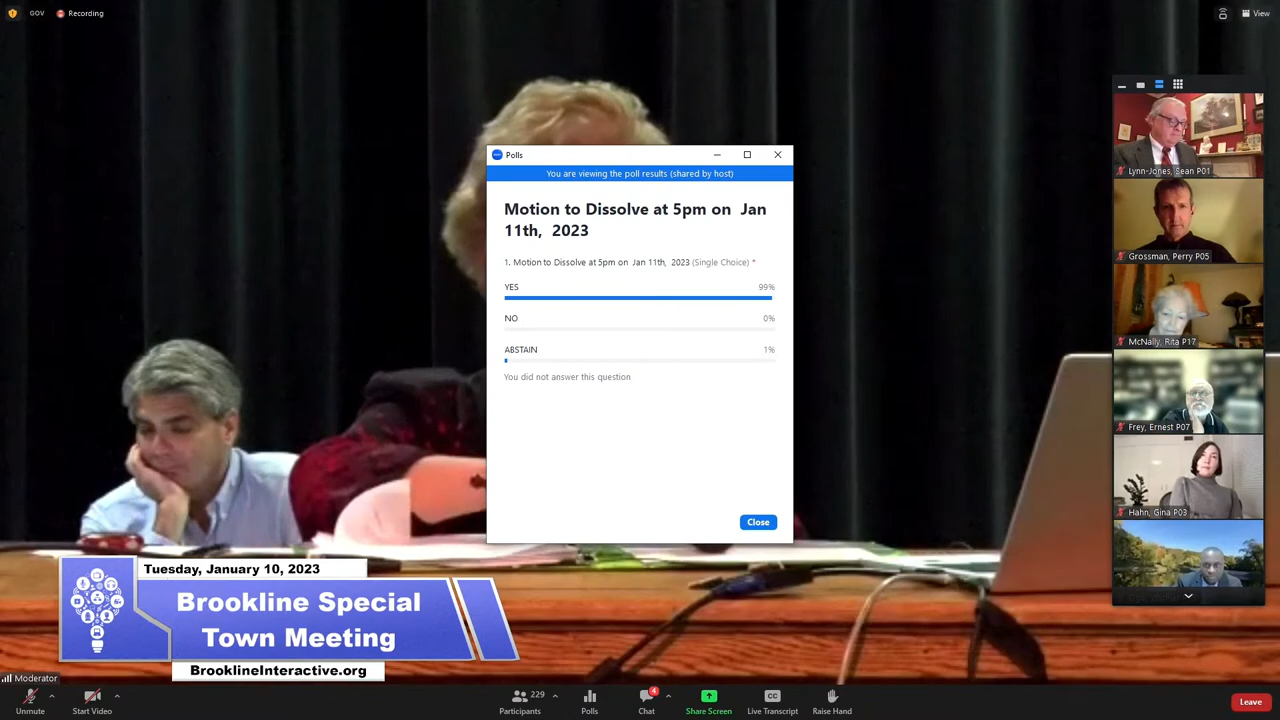 GOV
Recording
View
Polls
You are viewing the poll results (shared by host)
Motion to Dissolve at 5pm on  Jan
11th,  2023
1. Motion to Dissolve at 5pm on  Jan 11th,  2023 (Single Choice) *
YES 99%
NO 0%
ABSTAIN 1%
You did not answer this question
Close
Lynn-Jones, Sean P01
Grossman, Perry P05
McNally, Rita P17
Frey, Ernest P07
Hahn, Gina P03
Tuesday, January 10, 2023
Brookline Special
Town Meeting
BrooklineInteractive.org
Moderator
Unmute
Start Video
229
Participants
Polls
4
Chat
Share Screen
CC
Live Transcript
Raise Hand
Leave